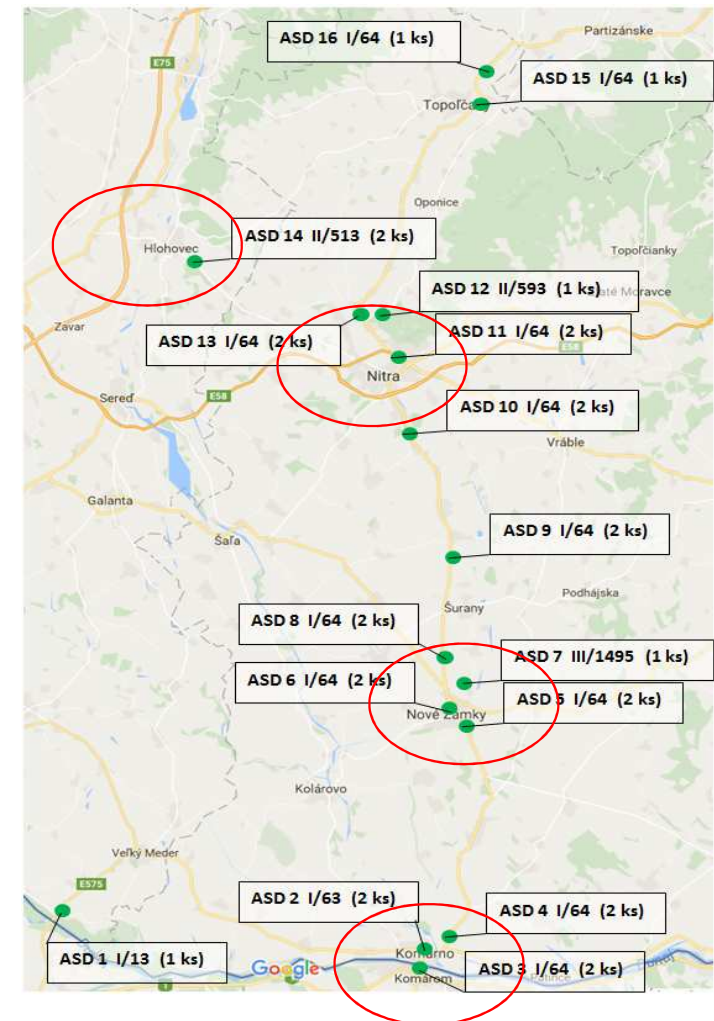 Partizánske
ASD 16 I/64 (1 ks)
E75
ASD 15 I/64 (1 ks)
Oponice
ASD 14 II/513 (2 ks)
Hlohovec
Topoľčianky
ASD 12 II/593 (1 ks)
Moravce
Zavar
ASD 13 I/64 (2 ks)
ASD 11 I/64 (2 ks)
E58
Nitra
E58
Sereď
ASD 10 I/64 (2 ks)
Vráble
Galanta
ASD 9 I/64 (2 ks)
Šaľa
Podhájska
Šurany
ASD 8 I/64 (2 ks)
ASD 7 III/1495 (1 ks)
ASD 6 I/64 (2 ks)
ASD 5 I/64 (2 ks)
Nové Zámky
Kolárovo
Veľký Meder
E575
ASD 2 I/63 (2 ks)
ASD 4 I/64 (2 ks)
Komárno
ASD 1 I/13 (1 ks)
Google
ASD 3 I/64 (2 ks)
Komárom